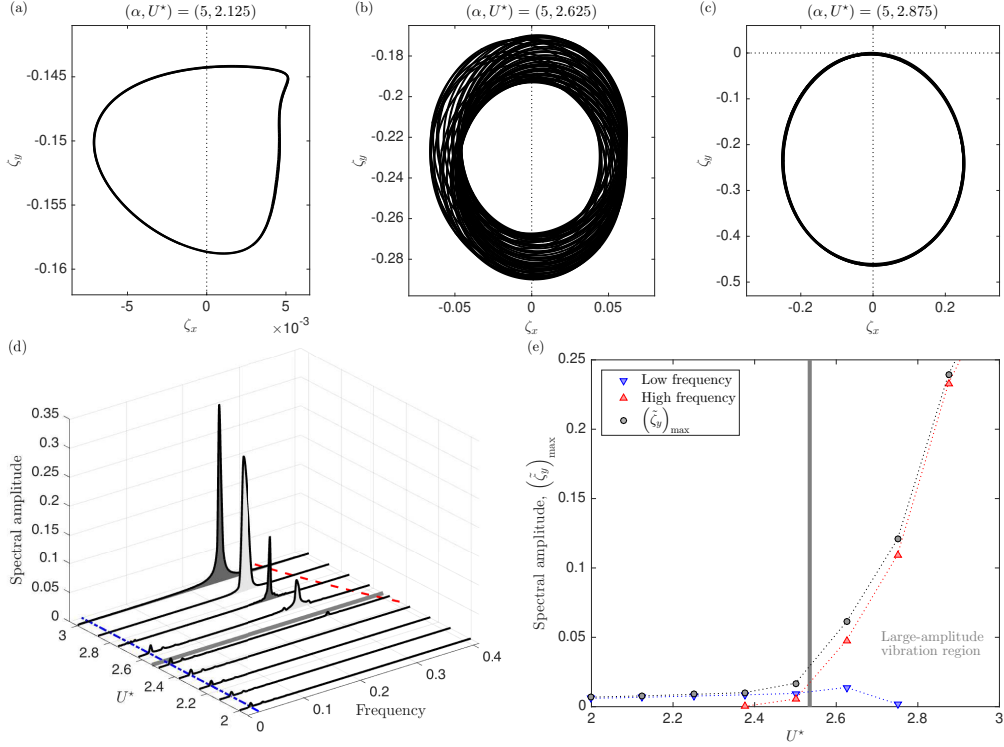 (a)
(α, U⋆) = (5, 2.125)
-0.145
-0.15
-0.155
-0.16
ζy
-5
0
5
×10⁻³
ζx
(b)
(α, U⋆) = (5, 2.625)
-0.18
-0.2
-0.22
-0.24
-0.26
-0.28
ζy
-0.05
0
0.05
ζx
(c)
(α, U⋆) = (5, 2.875)
0
-0.1
-0.2
-0.3
-0.4
-0.5
ζy
-0.2
0
0.2
ζx
(d)
0.35
0.3
0.25
0.2
0.15
0.1
0.05
0
Spectral amplitude
3
2.8
2.6
2.4
2.2
2
U⋆
0
0.1
0.2
0.3
0.4
Frequency
(e)
0.25
0.2
0.15
0.1
0.05
0
Spectral amplitude, (ζ̃y)max
Low frequency
High frequency
(ζ̃y)max
Large-amplitude
vibration region
2
2.2
2.4
2.6
2.8
3
U⋆